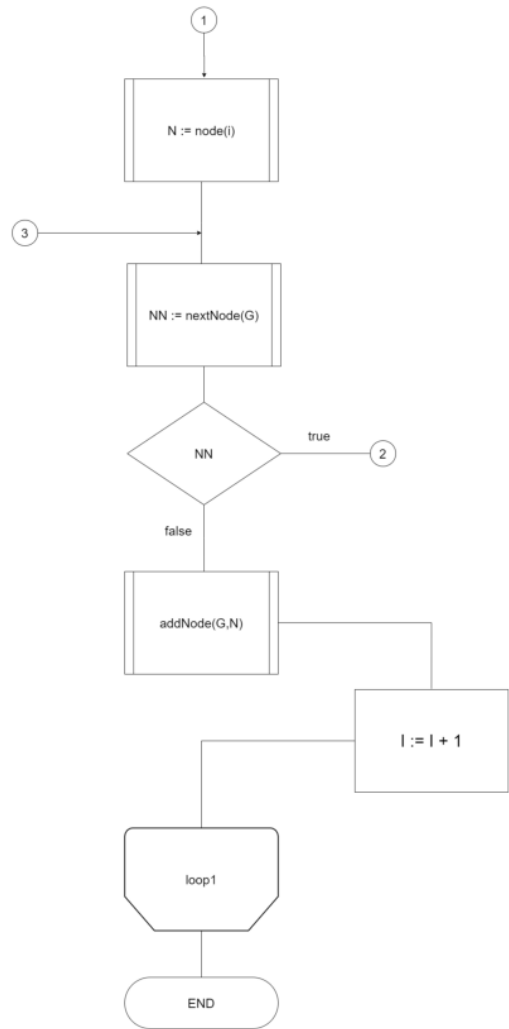 1
N := node(i)
3
NN := nextNode(G)
NN
true
2
false
addNode(G,N)
I := I + 1
loop1
END